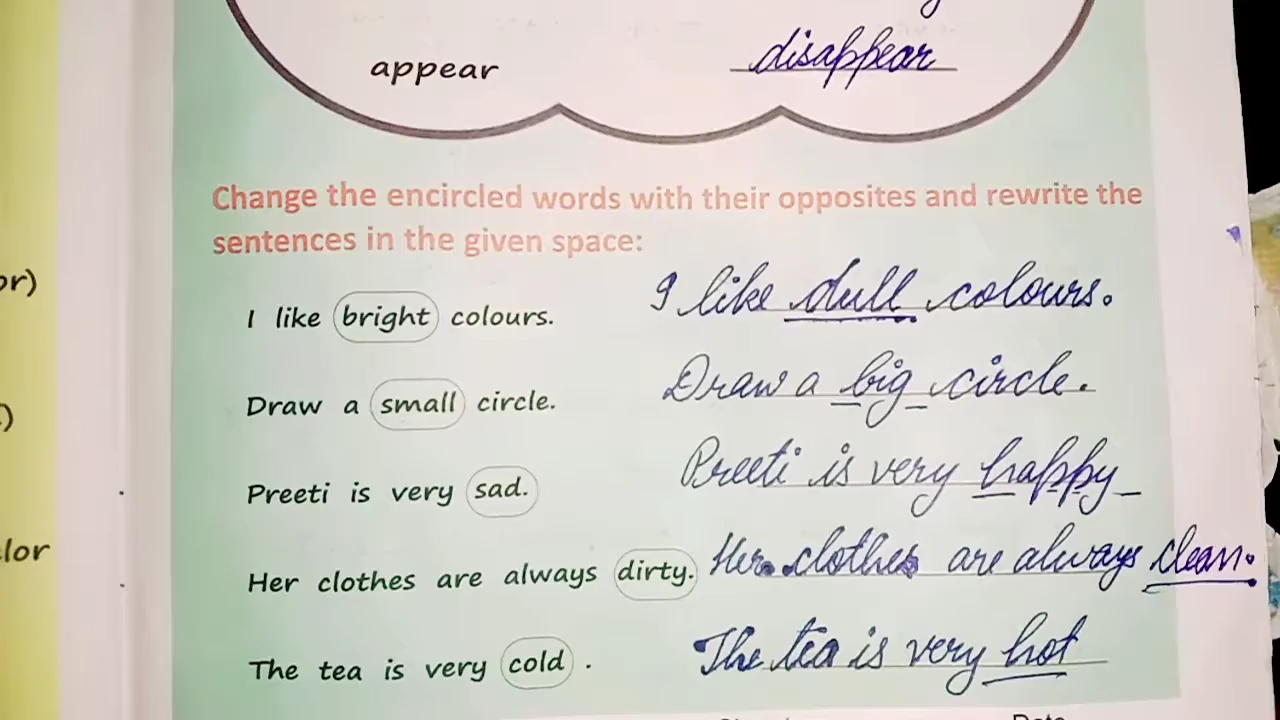 appear disappear
Change the encircled words with their opposites and rewrite the
sentences in the given space:
or)
I like bright colours. I like dull colours.
Draw a small circle. Draw a big circle.
Preeti is very sad. Preeti is very happy
lor
Her clothes are always dirty. Her clothes are always clean.
The tea is very cold . The tea is very hot